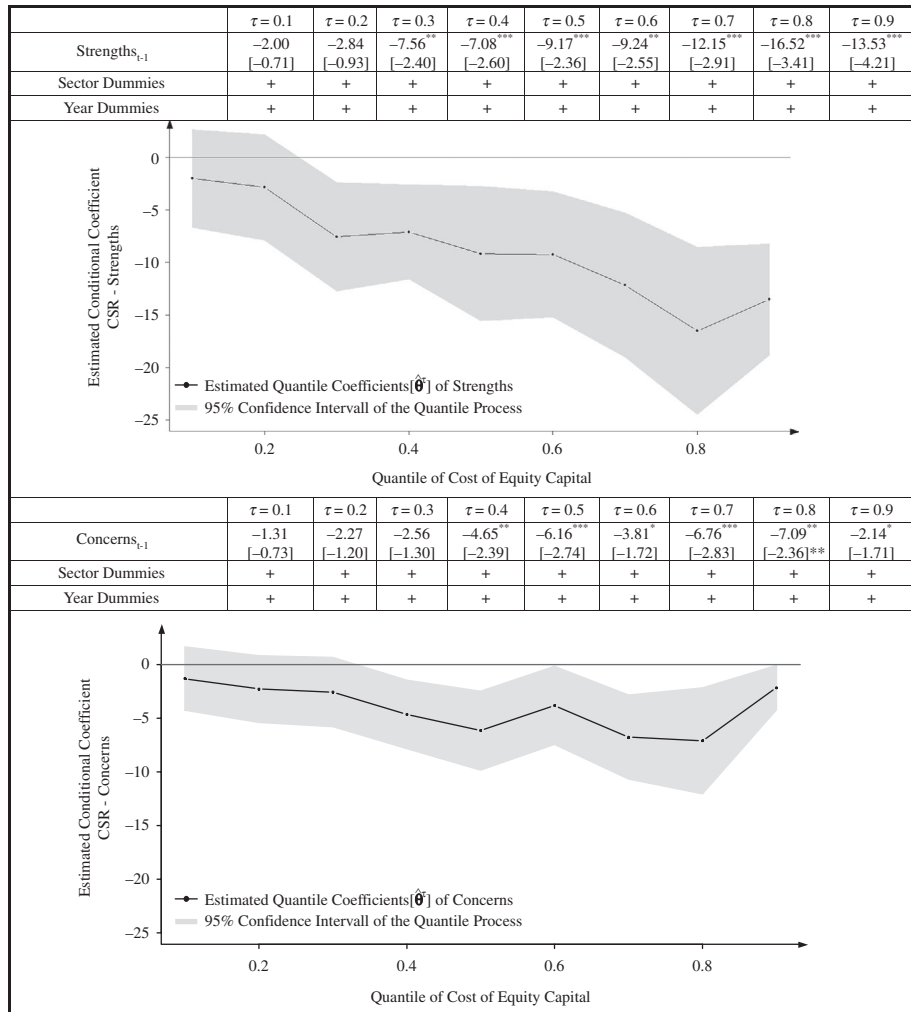 τ = 0.1 τ = 0.2 τ = 0.3 τ = 0.4 τ = 0.5 τ = 0.6 τ = 0.7 τ = 0.8 τ = 0.9
Strengths_t-1 –2.00 –2.84 –7.56** –7.08*** –9.17*** –9.24** –12.15*** –16.52*** –13.53***
[–0.71] [–0.93] [–2.40] [–2.60] [–2.36] [–2.55] [–2.91] [–3.41] [–4.21]
Sector Dummies + + + + + + + + +
Year Dummies + + + + + + + + +
Estimated Conditional Coefficient
CSR - Strengths
0
–5
–10
–15
–20
–25
Estimated Quantile Coefficients[θ̂^τ] of Strengths
95% Confidence Intervall of the Quantile Process
0.2 0.4 0.6 0.8
Quantile of Cost of Equity Capital
τ = 0.1 τ = 0.2 τ = 0.3 τ = 0.4 τ = 0.5 τ = 0.6 τ = 0.7 τ = 0.8 τ = 0.9
Concerns_t-1 –1.31 –2.27 –2.56 –4.65** –6.16*** –3.81* –6.76*** –7.09** –2.14*
[–0.73] [–1.20] [–1.30] [–2.39] [–2.74] [–1.72] [–2.83] [–2.36]** [–1.71]
Sector Dummies + + + + + + + + +
Year Dummies + + + + + + + + +
Estimated Conditional Coefficient
CSR - Concerns
0
–5
–10
–15
–20
–25
Estimated Quantile Coefficients[θ̂^τ] of Concerns
95% Confidence Intervall of the Quantile Process
0.2 0.4 0.6 0.8
Quantile of Cost of Equity Capital